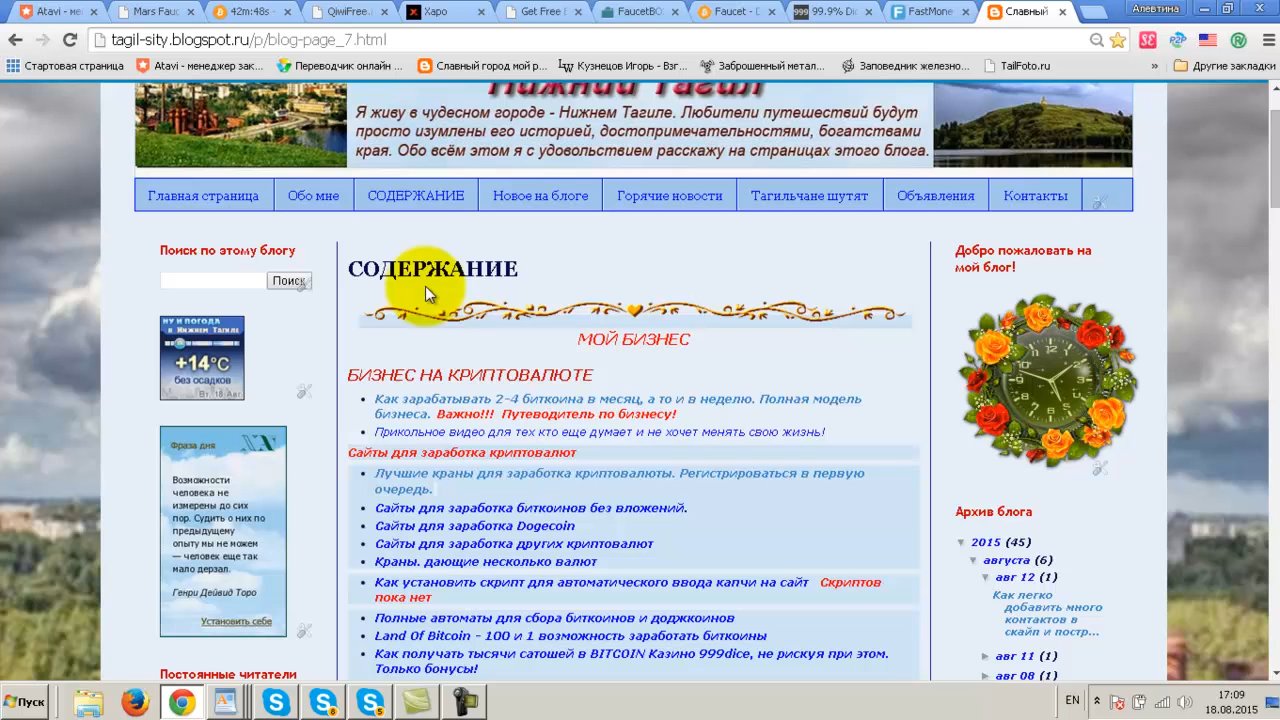 Atavi - менедже
Mars Fauc
42m:48s -
QiwiFree.
Xapo
Get Free B
FaucetBO
Faucet - D
999 99.9% Dic
FastMone
Славный
Алевтина
tagil-sity.blogspot.ru/p/blog-page_7.html
Стартовая страница
Atavi - менеджер зак...
Переводчик онлайн ...
Славный город мой р...
Кузнецов Игорь - Взг...
Заброшенный метал...
Заповедник железно...
TailFoto.ru
»
Другие закладки
Нижний Тагил
Я живу в чудесном городе - Нижнем Тагиле. Любители путешествий будут
просто изумлены его историей, достопримечательностями, богатствами
края. Обо всём этом я с удовольствием расскажу на страницах этого блога.
Главная страница
Обо мне
СОДЕРЖАНИЕ
Новое на блоге
Горячие новости
Тагильчане шутят
Объявления
Контакты
Поиск по этому блогу
Поиск
НУ И ПОГОДА
в Нижнем Тагиле
+14°C
без осадков
Вт, 18 Авг
Фраза дня
Возможности
человека не
измерены до сих
пор. Судить о них по
предыдущему
опыту мы не можем
— человек еще так
мало дерзал.
Генри Дейвид Торо
Установить себе
Постоянные читатели
СОДЕРЖАНИЕ
МОЙ БИЗНЕС
БИЗНЕС НА КРИПТОВАЛЮТЕ
Как зарабатывать 2-4 биткоина в месяц, а то и в неделю. Полная модель
бизнеса. Важно!!! Путеводитель по бизнесу!
Прикольное видео для тех кто еще думает и не хочет менять свою жизнь!
Сайты для заработка криптовалют
Лучшие краны для заработка криптовалюты. Регистрироваться в первую
очередь.
Сайты для заработка биткоинов без вложений.
Сайты для заработка Dogecoin
Сайты для заработка других криптовалют
Краны. дающие несколько валют
Как установить скрипт для автоматического ввода капчи на сайт Скриптов
пока нет
Полные автоматы для сбора биткоинов и доджкоинов
Land Of Bitcoin - 100 и 1 возможность заработать биткоины
Как получать тысячи сатошей в BITCOIN Казино 999dice, не рискуя при этом.
Только бонусы!
Добро пожаловать на
мой блог!
Архив блога
▼ 2015 (45)
▼ августа (6)
▼ авг 12 (1)
Как легко
добавить много
контактов в
скайп и постр...
► авг 11 (1)
► авг 08 (1)
Пуск
EN
17:09
18.08.2015